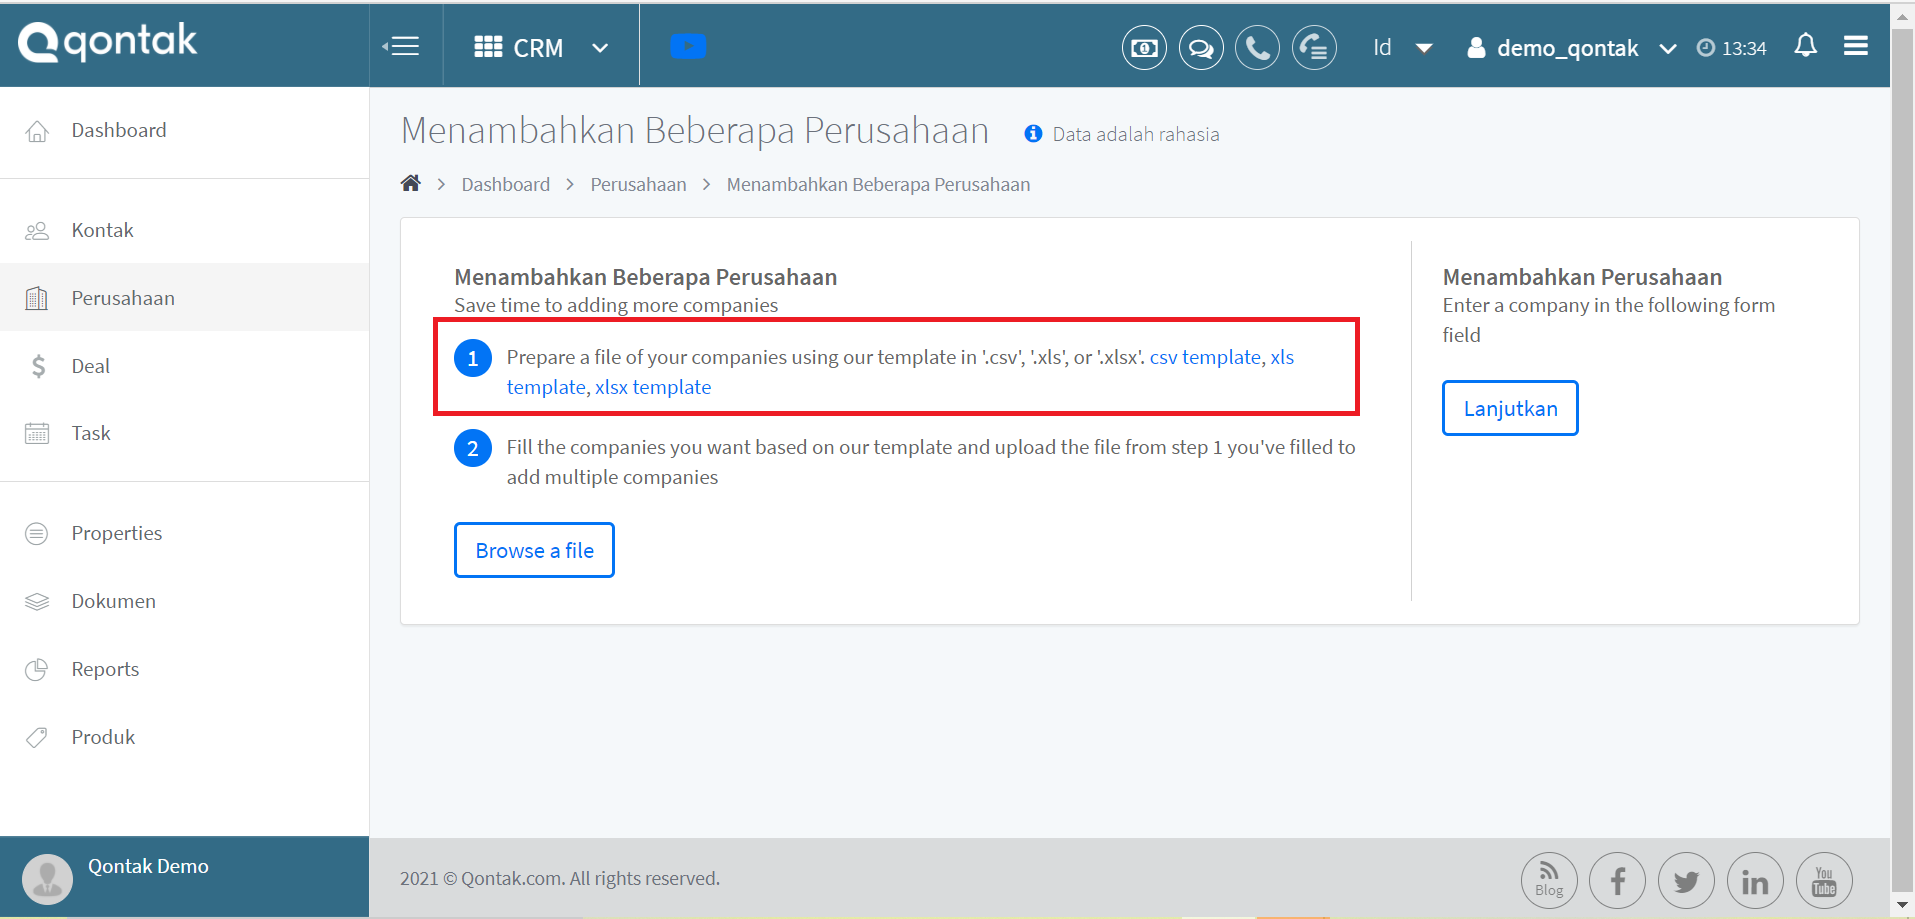 qontak
CRM
Id
demo_qontak
13:34
Dashboard
Kontak
Perusahaan
Deal
Task
Properties
Dokumen
Reports
Produk
Qontak Demo
Menambahkan Beberapa Perusahaan
Data adalah rahasia
Dashboard > Perusahaan > Menambahkan Beberapa Perusahaan
Menambahkan Beberapa Perusahaan
Save time to adding more companies
1 Prepare a file of your companies using our template in '.csv', '.xls', or '.xlsx'. csv template, xls
template, xlsx template
2 Fill the companies you want based on our template and upload the file from step 1 you've filled to
add multiple companies
Browse a file
Menambahkan Perusahaan
Enter a company in the following form
field
Lanjutkan
2021 © Qontak.com. All rights reserved.
Blog
You
Tube